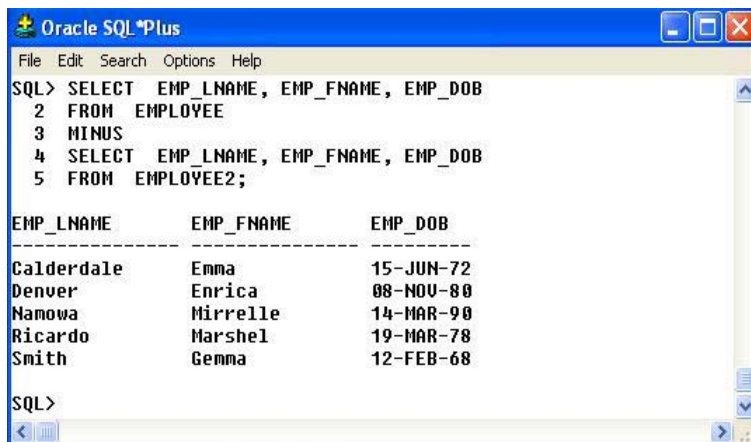 Oracle SQL*Plus
File Edit Search Options Help
SQL> SELECT EMP_LNAME, EMP_FNAME, EMP_DOB
2 FROM EMPLOYEE
3 MINUS
4 SELECT EMP_LNAME, EMP_FNAME, EMP_DOB
5 FROM EMPLOYEE2;
EMP_LNAME EMP_FNAME EMP_DOB
--------------- --------------- ---------
Calderdale Emma 15-JUN-72
Denver Enrica 08-NOV-80
Namowa Mirrelle 14-MAR-90
Ricardo Marshel 19-MAR-78
Smith Gemma 12-FEB-68
SQL>